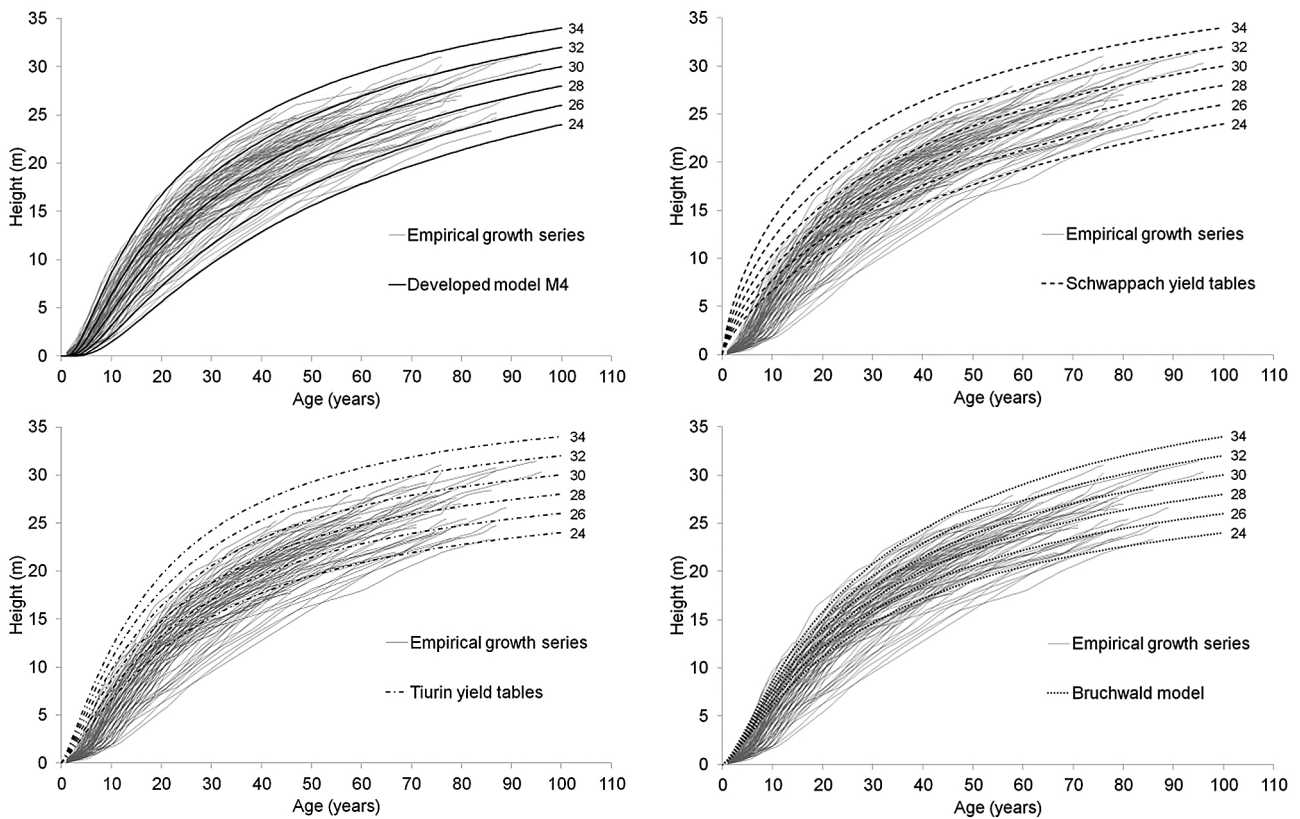 35
30
25
20
15
10
5
0
Height (m)
0 10 20 30 40 50 60 70 80 90 100 110
Age (years)
34
32
30
28
26
24
Empirical growth series
Developed model M4
35
30
25
20
15
10
5
0
Height (m)
0 10 20 30 40 50 60 70 80 90 100 110
Age (years)
34
32
30
28
26
24
Empirical growth series
Schwappach yield tables
35
30
25
20
15
10
5
0
Height (m)
0 10 20 30 40 50 60 70 80 90 100 110
Age (years)
34
32
30
28
26
24
Empirical growth series
Tiurin yield tables
35
30
25
20
15
10
5
0
Height (m)
0 10 20 30 40 50 60 70 80 90 100 110
Age (years)
34
32
30
28
26
24
Empirical growth series
Bruchwald model